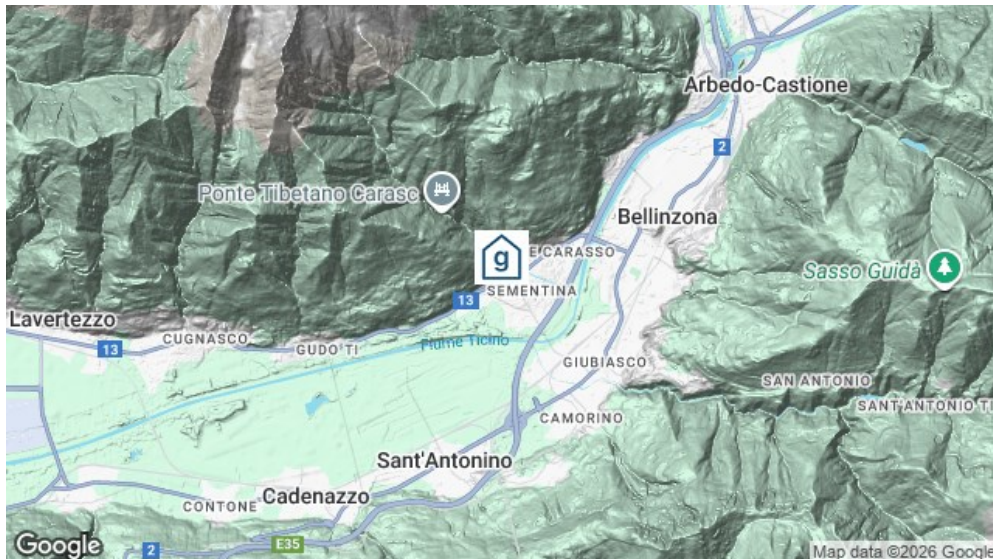 Arbedo-Castione
2
Ponte Tibetano Carasc
Bellinzona
g
E CARASSO
Sasso Guidà
SEMENTINA
13
Lavertezzo
13
CUGNASCO
GUDO TI
Fiume Ticino
GIUBIASCO
SAN ANTONIO
SANT'ANTONIO TI
CAMORINO
Sant'Antonino
Cadenazzo
CONTONE
Google
2
E35
Map data ©2026 Google